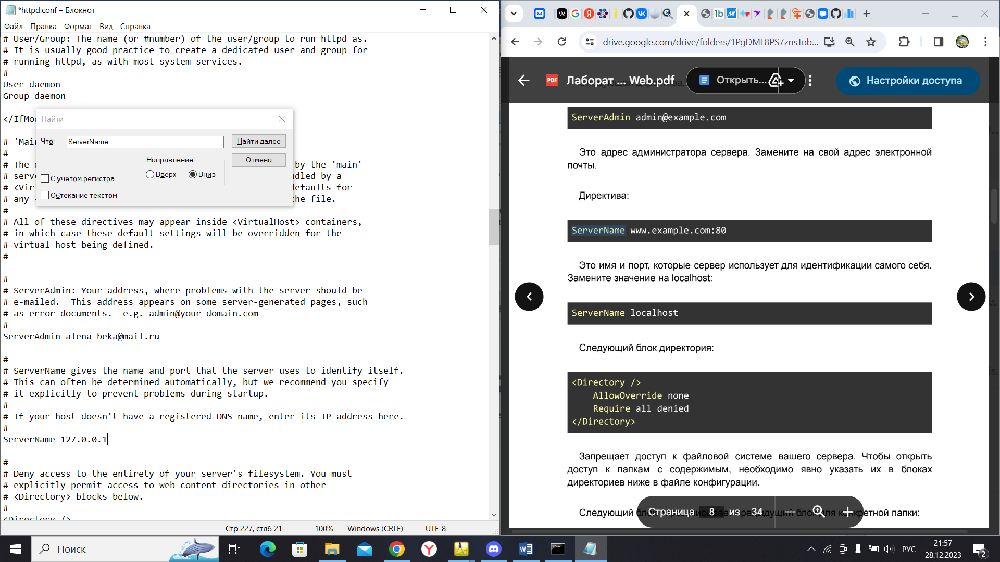 *httpd.conf – Блокнот
Файл Правка Формат Вид Справка
# User/Group: The name (or #number) of the user/group to run httpd as.
# It is usually good practice to create a dedicated user and group for
# running httpd, as with most system services.
#
User daemon
Group daemon
</IfMod
# 'Main
#
# The d
by the 'main'
# serve
ndled by a
# <Virt
defaults for
# any <
the file.
Найти
Что:
ServerName
Найти далее
Отмена
Направление
Вверх
Вниз
С учетом регистра
Обтекание текстом
#
# All of these directives may appear inside <VirtualHost> containers,
# in which case these default settings will be overridden for the
# virtual host being defined.
#
#
# ServerAdmin: Your address, where problems with the server should be
# e-mailed.  This address appears on some server-generated pages, such
# as error documents.  e.g. admin@your-domain.com
#
ServerAdmin alena-beka@mail.ru
#
# ServerName gives the name and port that the server uses to identify itself.
# This can often be determined automatically, but we recommend you specify
# it explicitly to prevent problems during startup.
#
# If your host doesn't have a registered DNS name, enter its IP address here.
#
ServerName 127.0.0.1
#
# Deny access to the entirety of your server's filesystem. You must
# explicitly permit access to web content directories in other
# <Directory> blocks below.
#
<Directory />
Стр 227, стлб 21
100%
Windows (CRLF)
UTF-8
drive.google.com/drive/folders/1PgDML8PS7znsTob...
PDF
Лаборат ... Web.pdf
Открыть...
Настройки доступа
ServerAdmin admin@example.com
Это адрес администратора сервера. Замените на свой адрес электронной
почты.
Директива:
ServerName www.example.com:80
Это имя и порт, которые сервер использует для идентификации самого себя.
Замените значение на localhost:
ServerName localhost
Следующий блок директория:
<Directory />
AllowOverride none
Require all denied
</Directory>
Запрещает доступ к файловой системе вашего сервера. Чтобы открыть
доступ к папкам с содержимым, необходимо явно указать их в блоках
директориев ниже в файле конфигурации.
Следующий
конкретной папки:
Страница 8 из 34
Поиск
РУС
21:57
28.12.2023
2